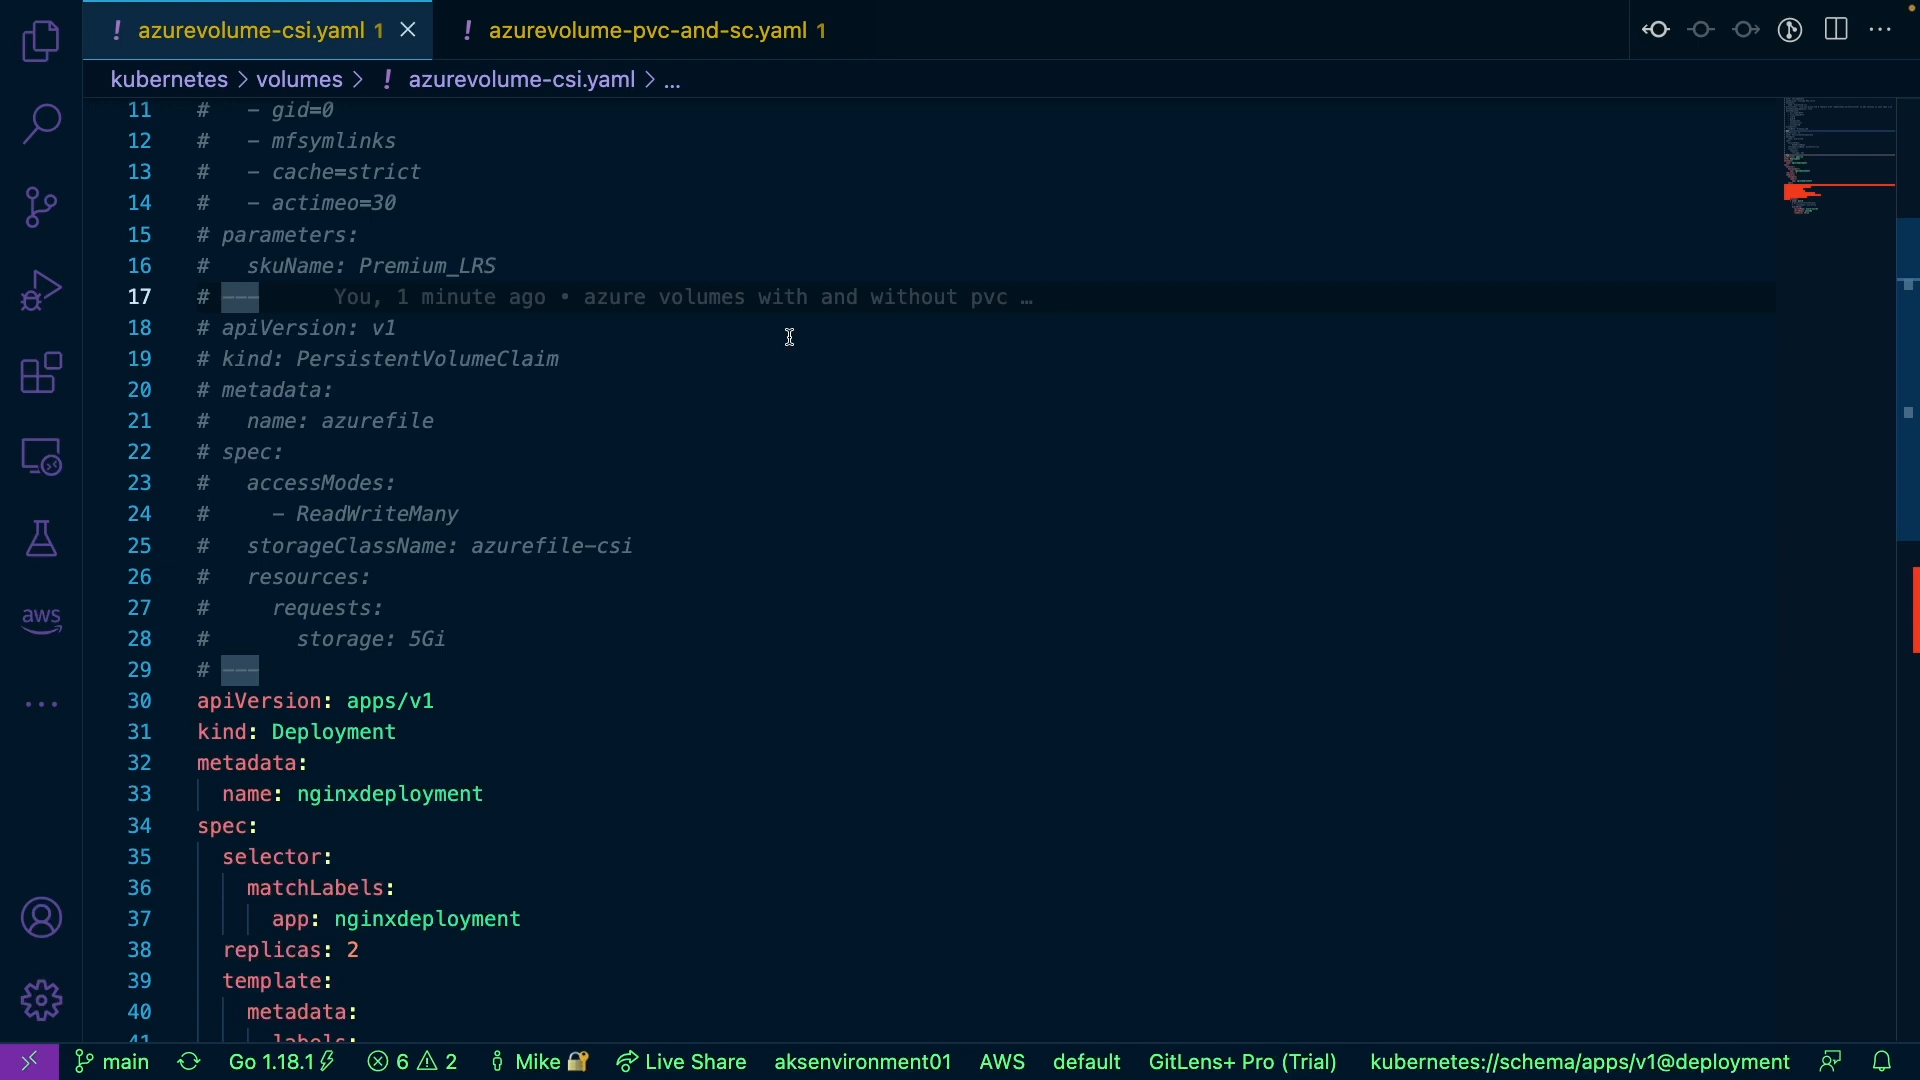 ! azurevolume-csi.yaml 1
! azurevolume-pvc-and-sc.yaml 1
kubernetes > volumes > ! azurevolume-csi.yaml > ...
11 # - gid=0
12 # - mfsymlinks
13 # - cache=strict
14 # - actimeo=30
15 # parameters:
16 # skuName: Premium_LRS
17 # --- You, 1 minute ago • azure volumes with and without pvc …
18 # apiVersion: v1
19 # kind: PersistentVolumeClaim
20 # metadata:
21 # name: azurefile
22 # spec:
23 # accessModes:
24 # - ReadWriteMany
25 # storageClassName: azurefile-csi
26 # resources:
27 # requests:
28 # storage: 5Gi
29 # ---
30 apiVersion: apps/v1
31 kind: Deployment
32 metadata:
33 name: nginxdeployment
34 spec:
35 selector:
36 matchLabels:
37 app: nginxdeployment
38 replicas: 2
39 template:
40 metadata:
41 labels:
aws
main Go 1.18.1 6 2 Mike Live Share aksenvironment01 AWS default GitLens+ Pro (Trial) kubernetes://schema/apps/v1@deployment